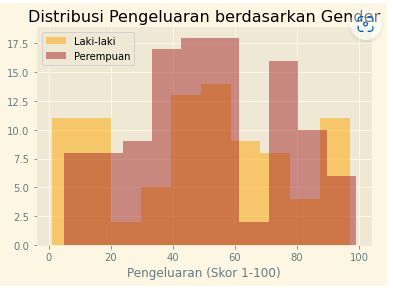 Distribusi Pengeluaran berdasarkan Gender
Laki-laki
Perempuan
17.5
15.0
12.5
10.0
7.5
5.0
2.5
0.0
0 20 40 60 80 100
Pengeluaran (Skor 1-100)